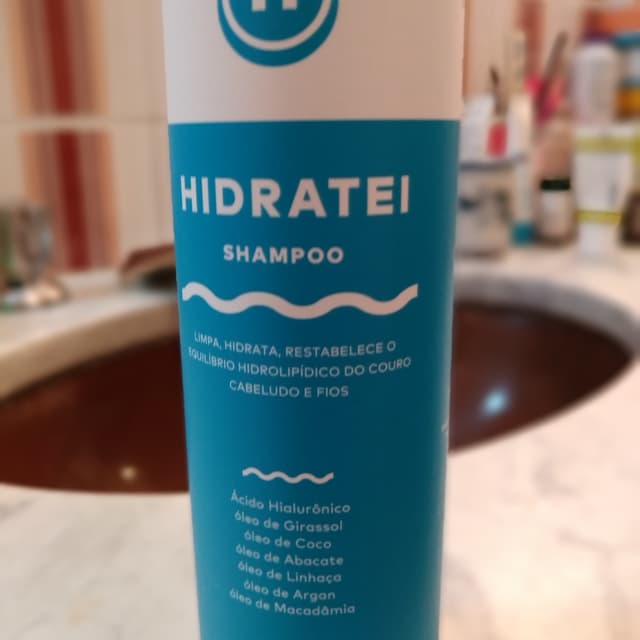 H
HIDRATEI
SHAMPOO
LIMPA, HIDRATA, RESTABELECE O
EQUILÍBRIO HIDROLIPÍDICO DO COURO
CABELUDO E FIOS
Ácido Hialurônico
óleo de Girassol
óleo de Coco
óleo de Abacate
óleo de Linhaça
óleo de Argan
óleo de Macadâmia